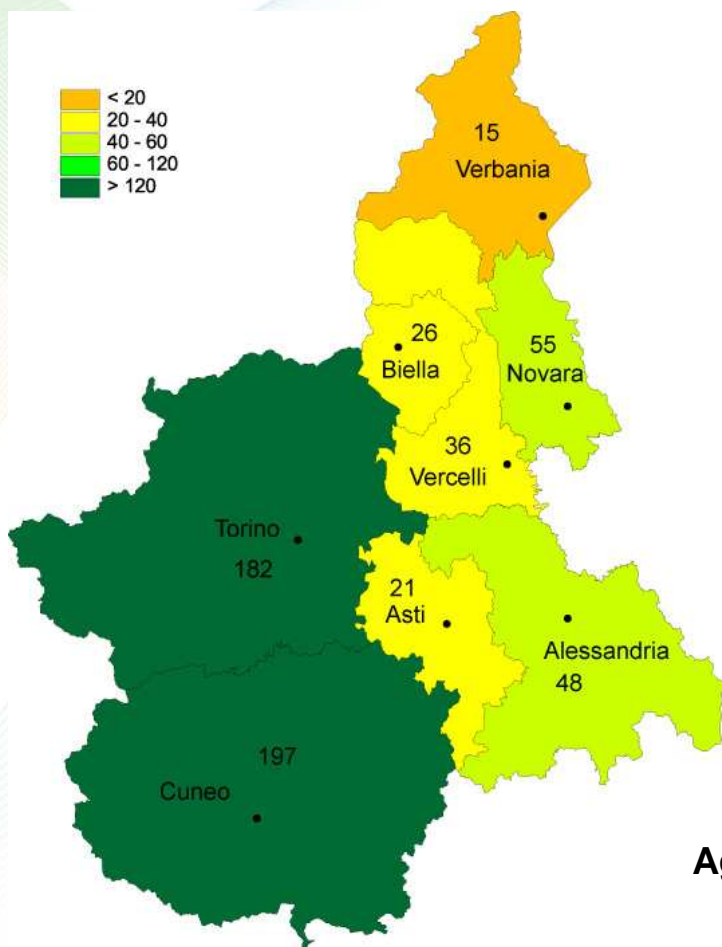 < 20
20 - 40
40 - 60
60 - 120
> 120
15
Verbania
26
Biella
55
Novara
36
Vercelli
Torino
182
21
Asti
Alessandria
48
197
Cuneo